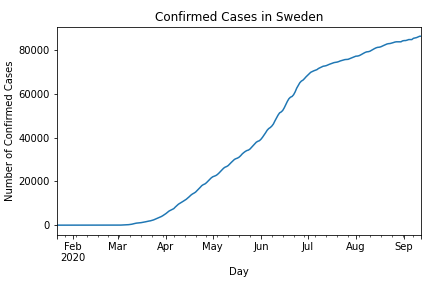 Confirmed Cases in Sweden
Number of Confirmed Cases
80000
60000
40000
20000
0
Feb Mar Apr May Jun Jul Aug Sep
2020
Day